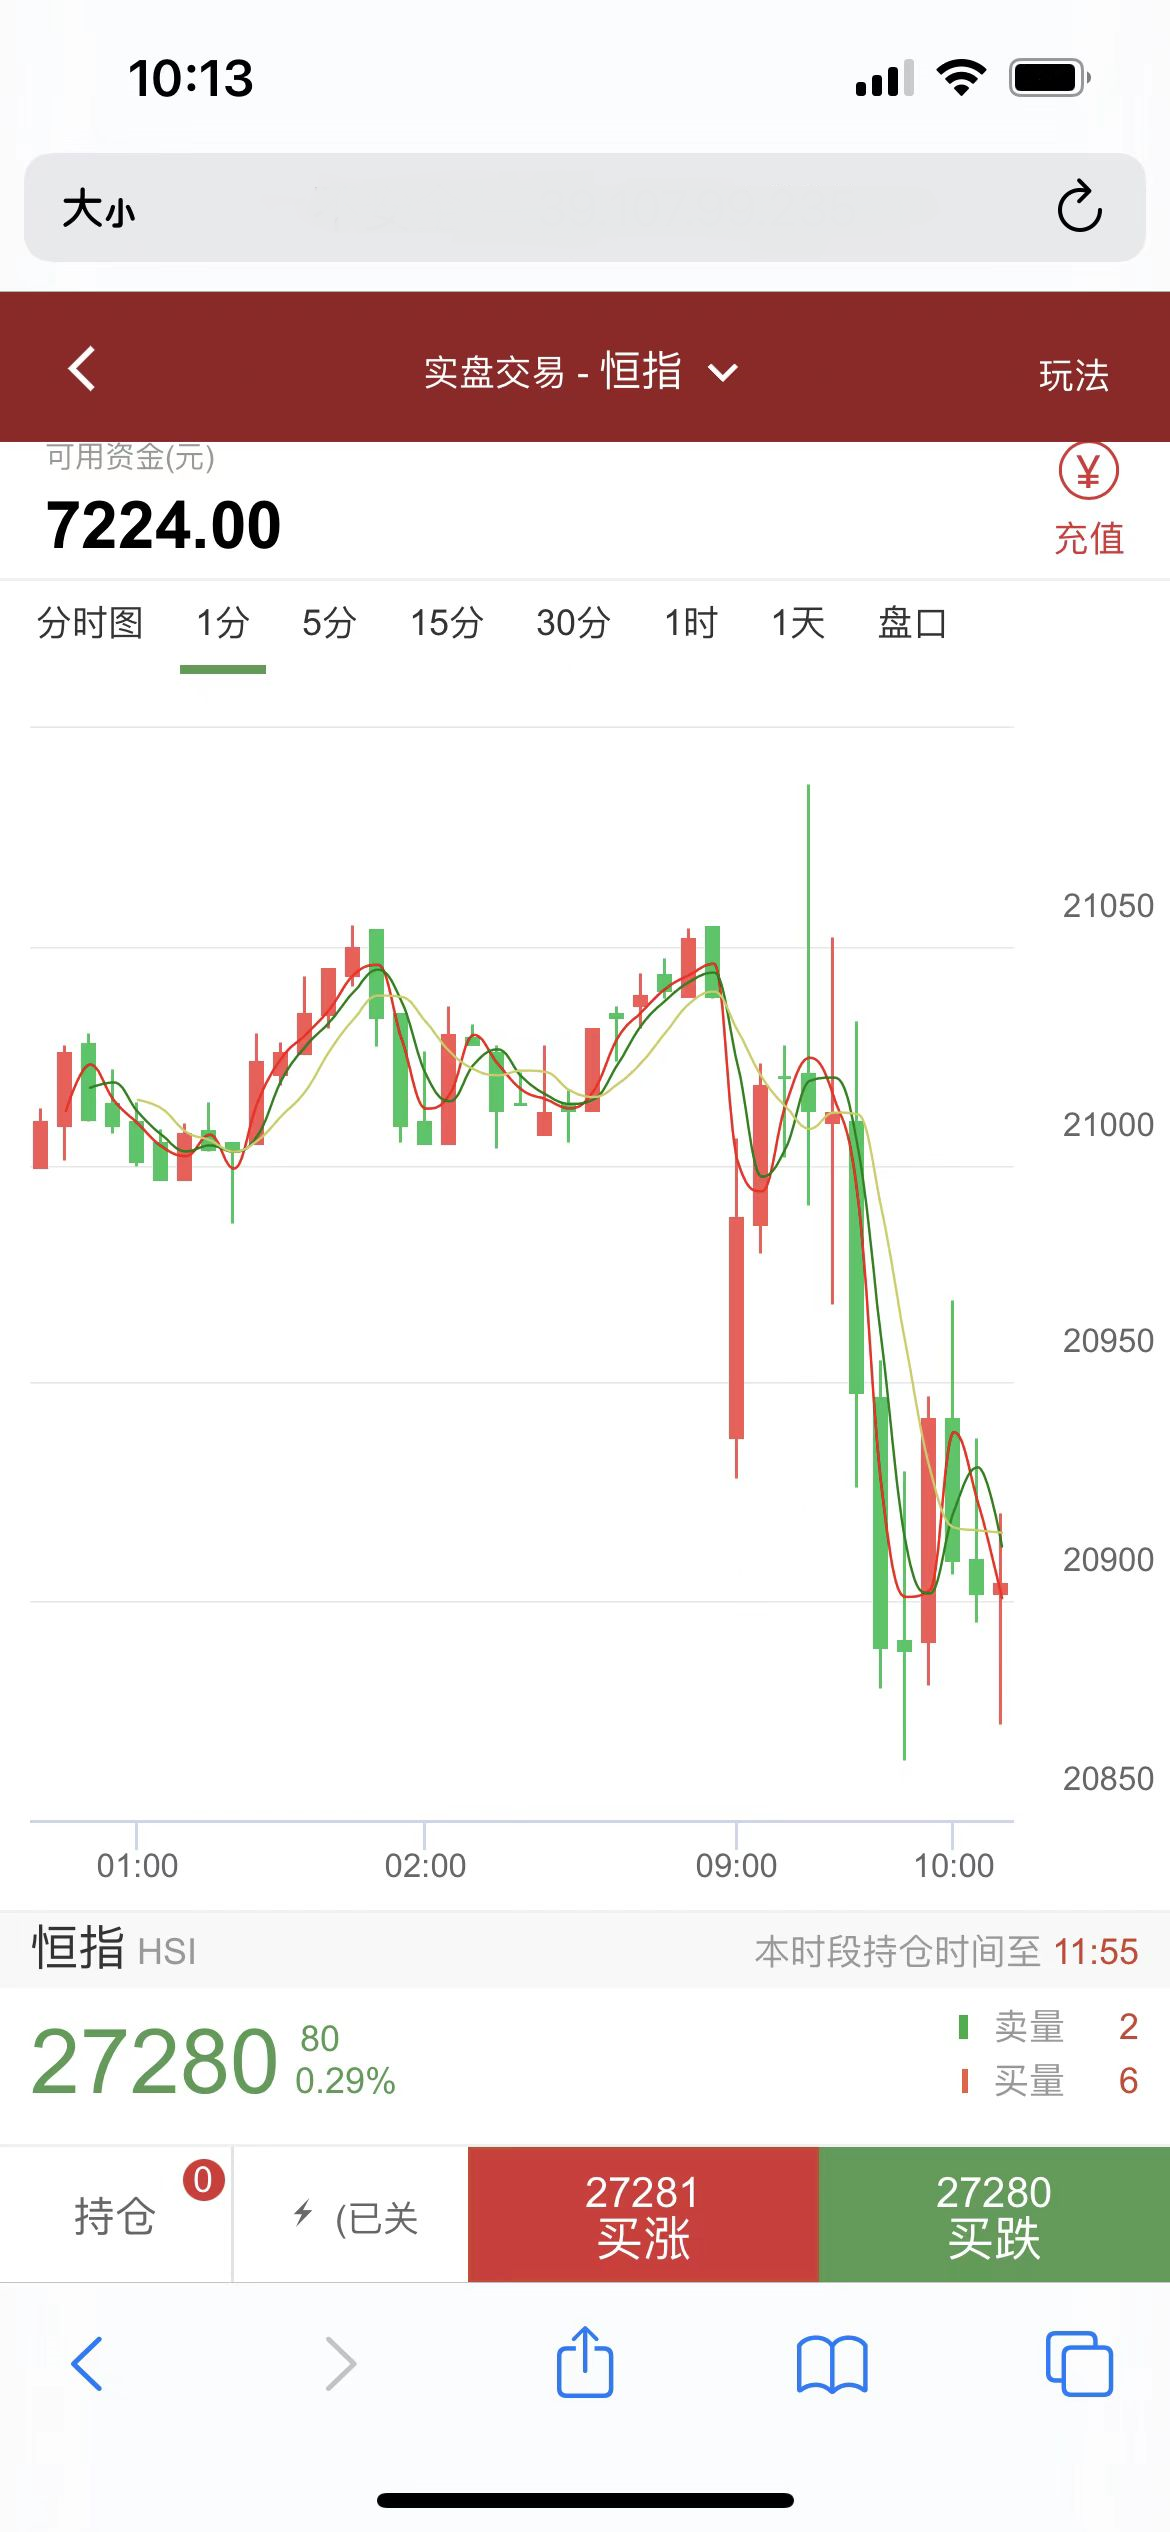 10:13
大小
实盘交易 - 恒指
玩法
可用资金(元)
7224.00
¥
充值
分时图 1分 5分 15分 30分 1时 1天 盘口
21050
21000
20950
20900
20850
01:00 02:00 09:00 10:00
恒指 HSI
本时段持仓时间至 11:55
27280
80
0.29%
卖量 2
买量 6
持仓
0
(已关
27281
买涨
27280
买跌